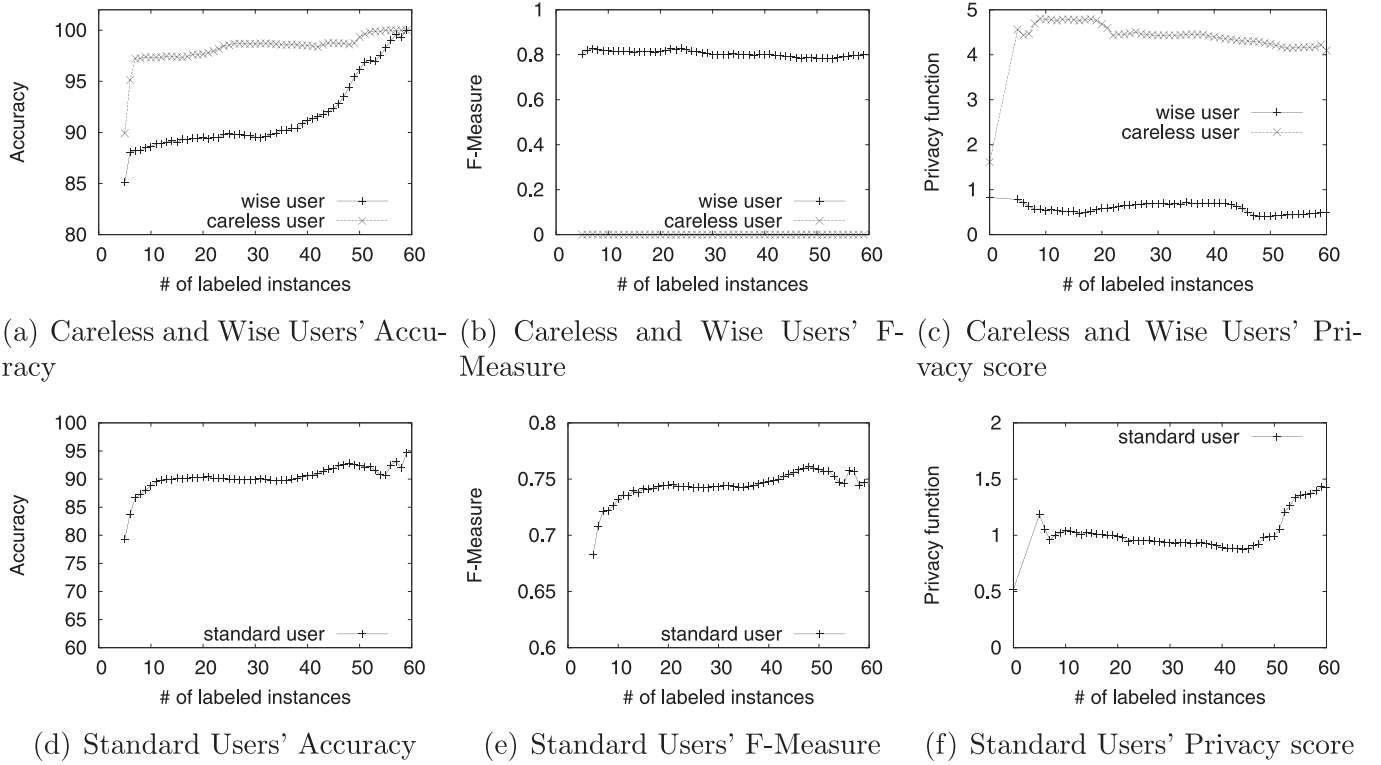 100
95
90
85
80
Accuracy
wise user
careless user
0 10 20 30 40 50 60
# of labeled instances
1
0.8
0.6
0.4
0.2
0
F-Measure
wise user
careless user
0 10 20 30 40 50 60
# of labeled instances
5
4
3
2
1
0
Privacy function
wise user
careless user
0 10 20 30 40 50 60
# of labeled instances
(a) Careless and Wise Users' Accu-
racy
(b) Careless and Wise Users' F-
Measure
(c) Careless and Wise Users' Pri-
vacy score
100
95
90
85
80
75
70
65
60
Accuracy
standard user
0 10 20 30 40 50 60
# of labeled instances
0.8
0.75
0.7
0.65
0.6
F-Measure
standard user
0 10 20 30 40 50 60
# of labeled instances
2
1.5
1
0.5
0
Privacy function
standard user
0 10 20 30 40 50 60
# of labeled instances
(d) Standard Users' Accuracy
(e) Standard Users' F-Measure
(f) Standard Users' Privacy score